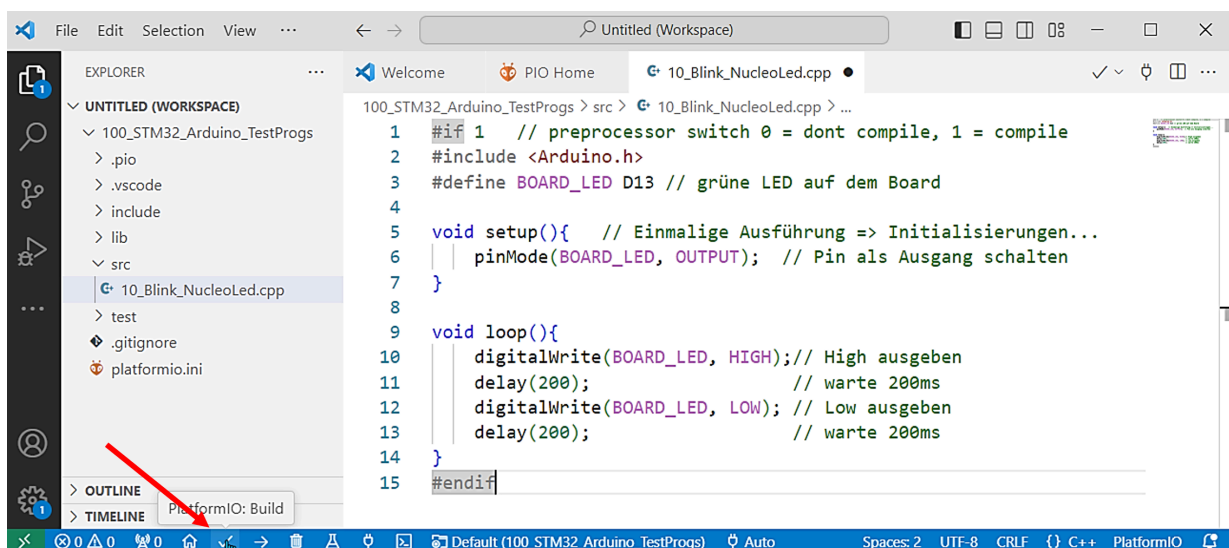 File Edit Selection View ··· Untitled (Workspace)
EXPLORER ···
Welcome PIO Home 10_Blink_NucleoLed.cpp
UNTITLED (WORKSPACE)
100_STM32_Arduino_TestProgs
.pio
.vscode
include
lib
src
10_Blink_NucleoLed.cpp
test
.gitignore
platformio.ini
OUTLINE
TIMELINE
PlatformIO: Build
100_STM32_Arduino_TestProgs > src > 10_Blink_NucleoLed.cpp > ...
1 #if 1 // preprocessor switch 0 = dont compile, 1 = compile
2 #include <Arduino.h>
3 #define BOARD_LED D13 // grüne LED auf dem Board
4
5 void setup(){ // Einmalige Ausführung => Initialisierungen...
6 pinMode(BOARD_LED, OUTPUT); // Pin als Ausgang schalten
7 }
8
9 void loop(){
10 digitalWrite(BOARD_LED, HIGH);// High ausgeben
11 delay(200); // warte 200ms
12 digitalWrite(BOARD_LED, LOW); // Low ausgeben
13 delay(200); // warte 200ms
14 }
15 #endif
1
1
0 0 0 Default (100_STM32_Arduino_TestProgs) Auto Spaces: 2 UTF-8 CRLF {} C++ PlatformIO